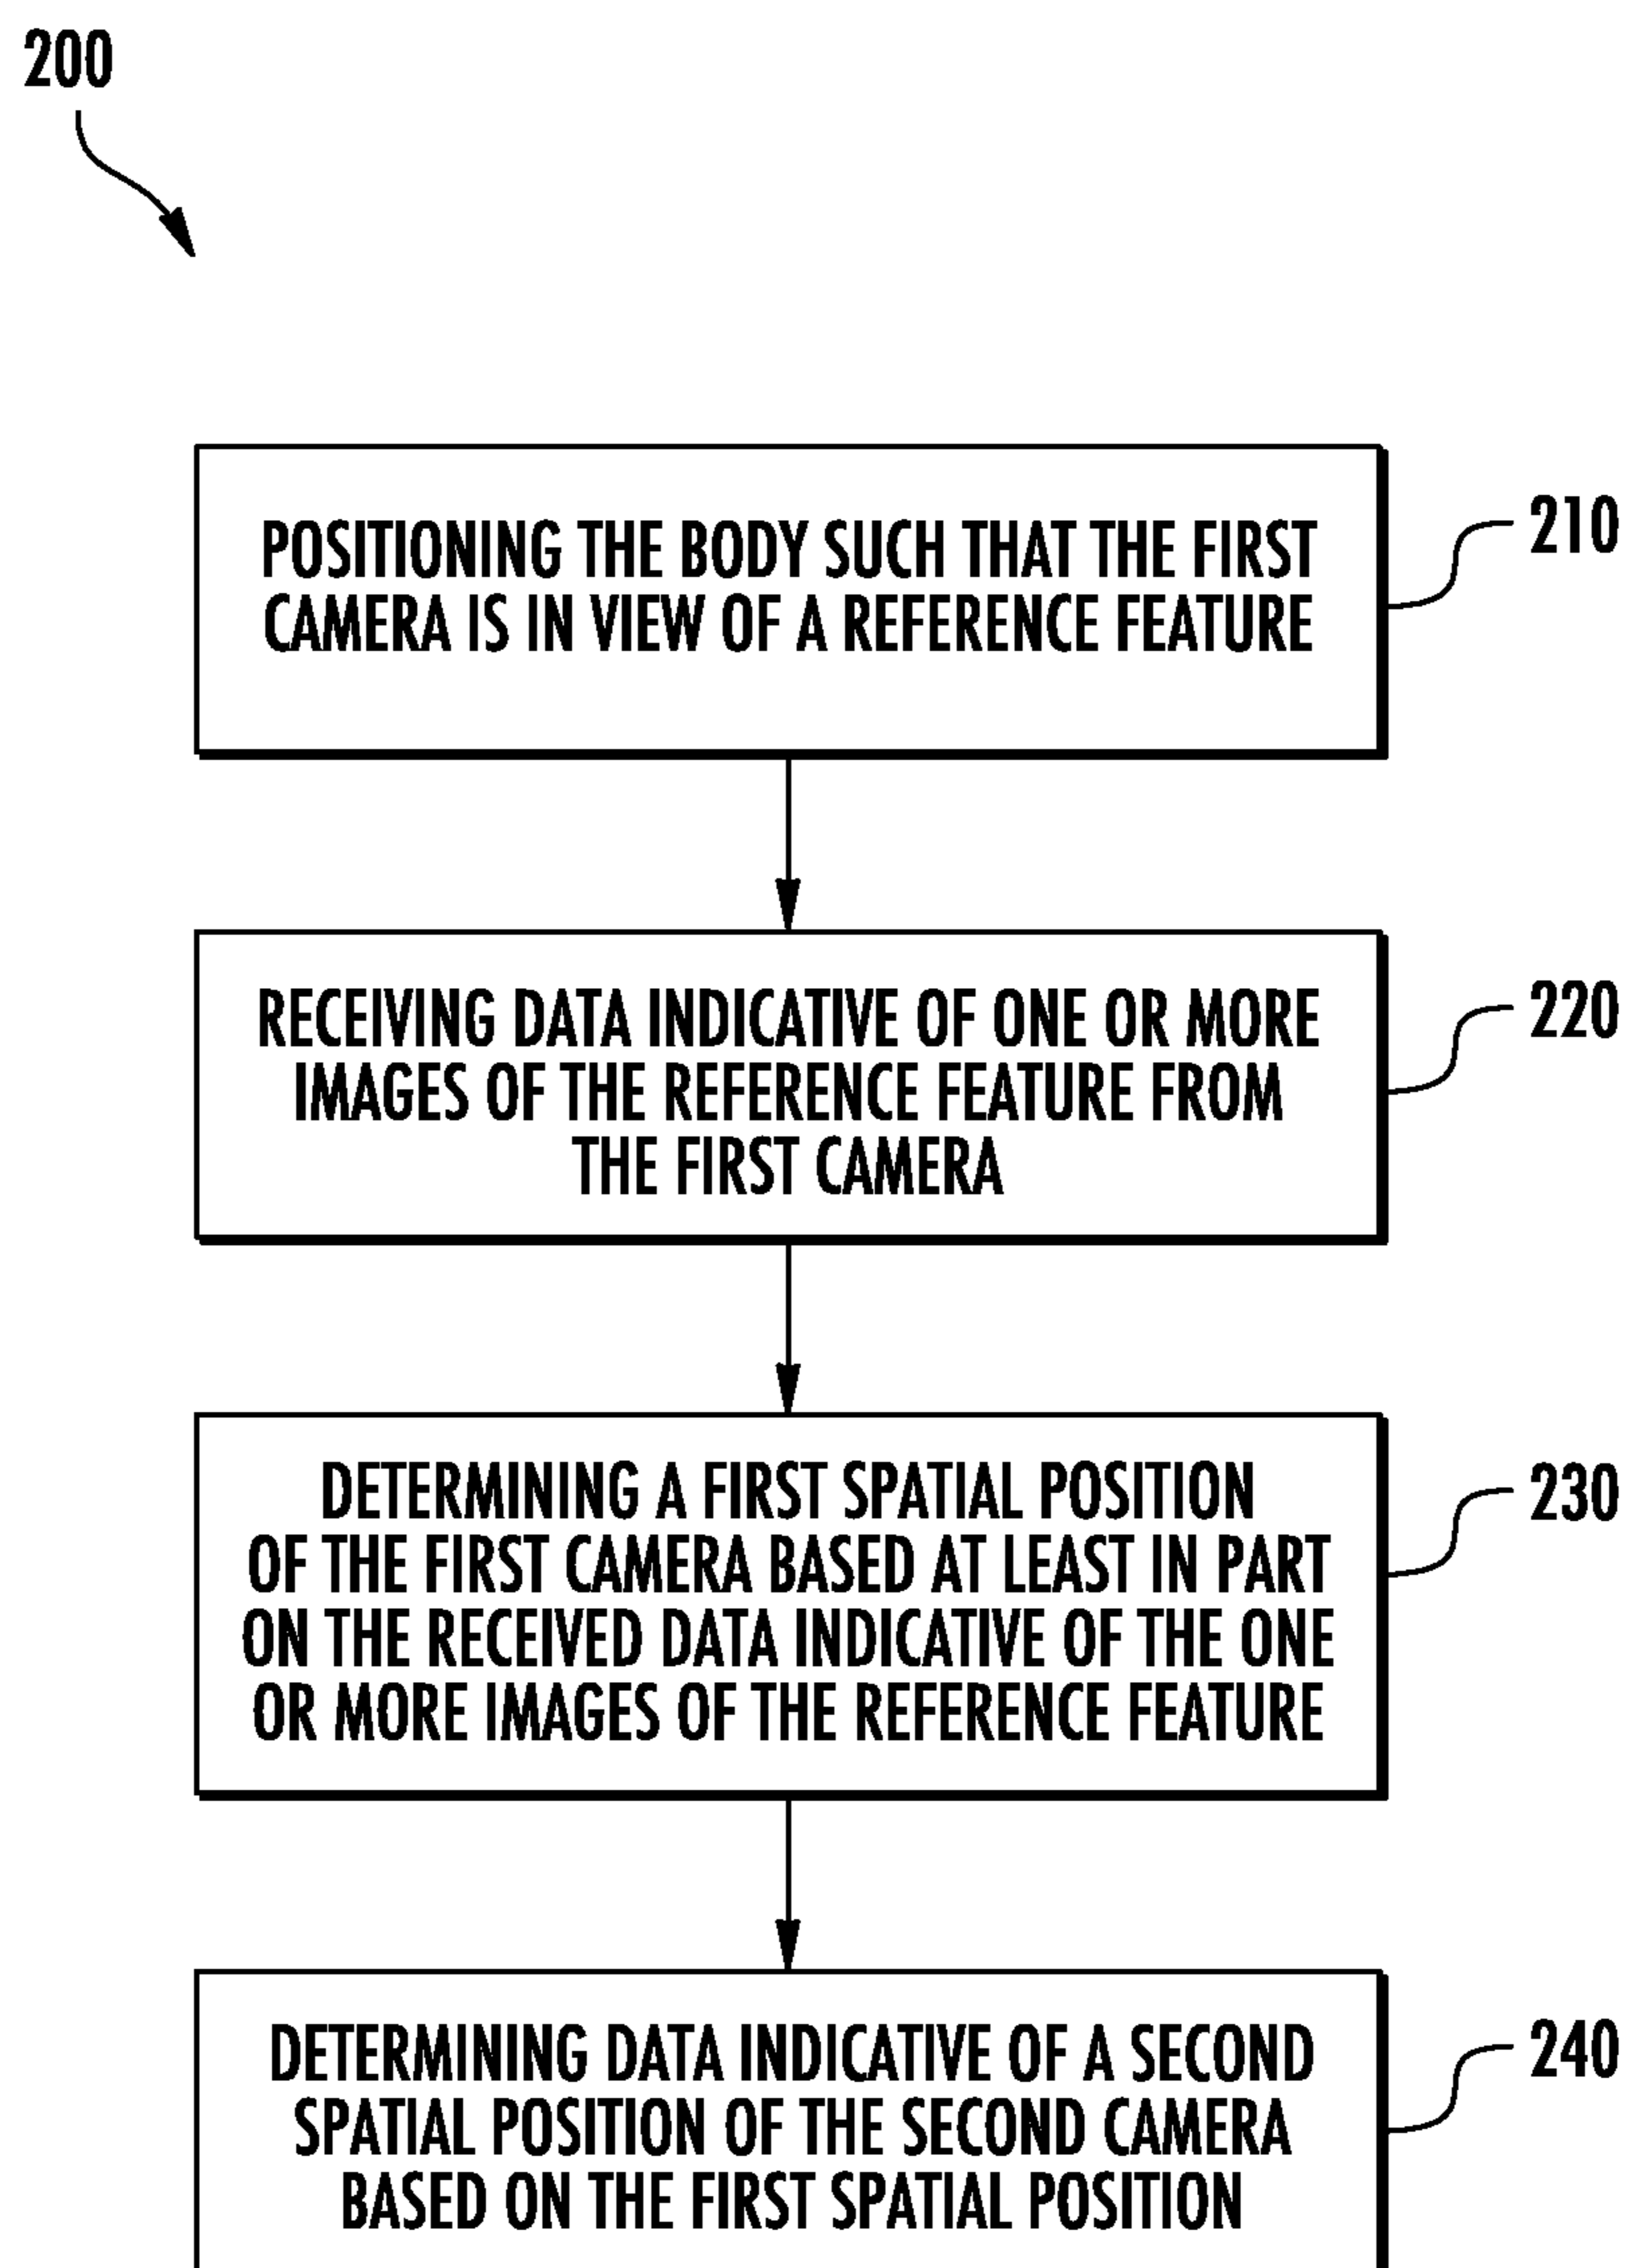 200
POSITIONING THE BODY SUCH THAT THE FIRST
CAMERA IS IN VIEW OF A REFERENCE FEATURE
210
RECEIVING DATA INDICATIVE OF ONE OR MORE
IMAGES OF THE REFERENCE FEATURE FROM
THE FIRST CAMERA
220
DETERMINING A FIRST SPATIAL POSITION
OF THE FIRST CAMERA BASED AT LEAST IN PART
ON THE RECEIVED DATA INDICATIVE OF THE ONE
OR MORE IMAGES OF THE REFERENCE FEATURE
230
DETERMINING DATA INDICATIVE OF A SECOND
SPATIAL POSITION OF THE SECOND CAMERA
BASED ON THE FIRST SPATIAL POSITION
240